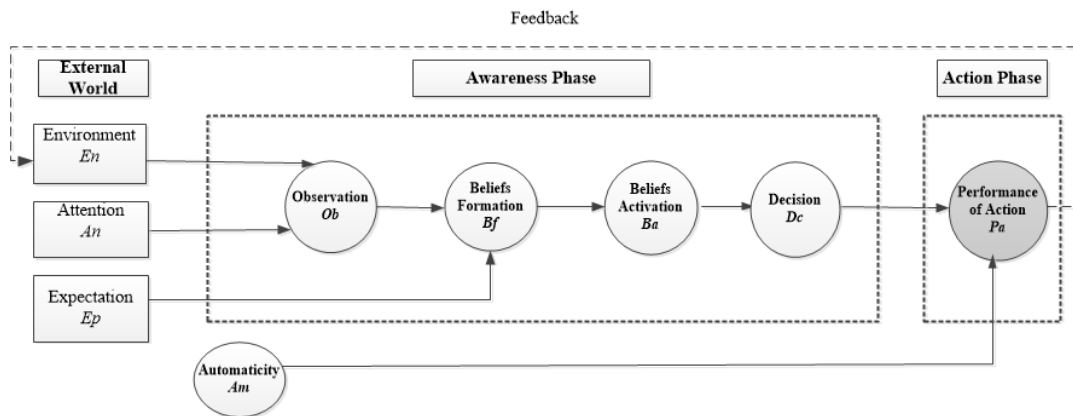 Feedback
External
World
Awareness Phase
Action Phase
Environment
En
Attention
An
Expectation
Ep
Observation
Ob
Beliefs
Formation
Bf
Beliefs
Activation
Ba
Decision
Dc
Performance
of Action
Pa
Automaticity
Am